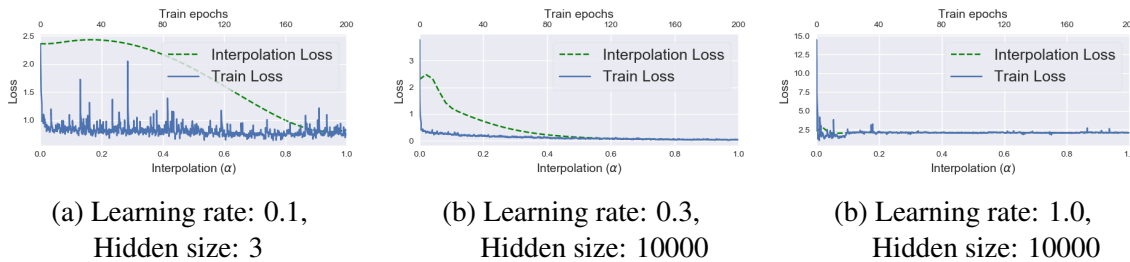 Train epochs
0 40 80 120 160 200
2.5
2.0
1.5
1.0
Loss
Interpolation Loss
Train Loss
0.0 0.2 0.4 0.6 0.8 1.0
Interpolation (α)
(a) Learning rate: 0.1,
Hidden size: 3
Train epochs
0 40 80 120 160 200
3
2
1
0
Loss
Interpolation Loss
Train Loss
0.0 0.2 0.4 0.6 0.8 1.0
Interpolation (α)
(b) Learning rate: 0.3,
Hidden size: 10000
Train epochs
0 40 80 120 160 200
15.0
12.5
10.0
7.5
5.0
2.5
Loss
Interpolation Loss
Train Loss
0.0 0.2 0.4 0.6 0.8 1.
Interpolation (α)
(b) Learning rate: 1.0,
Hidden size: 10000